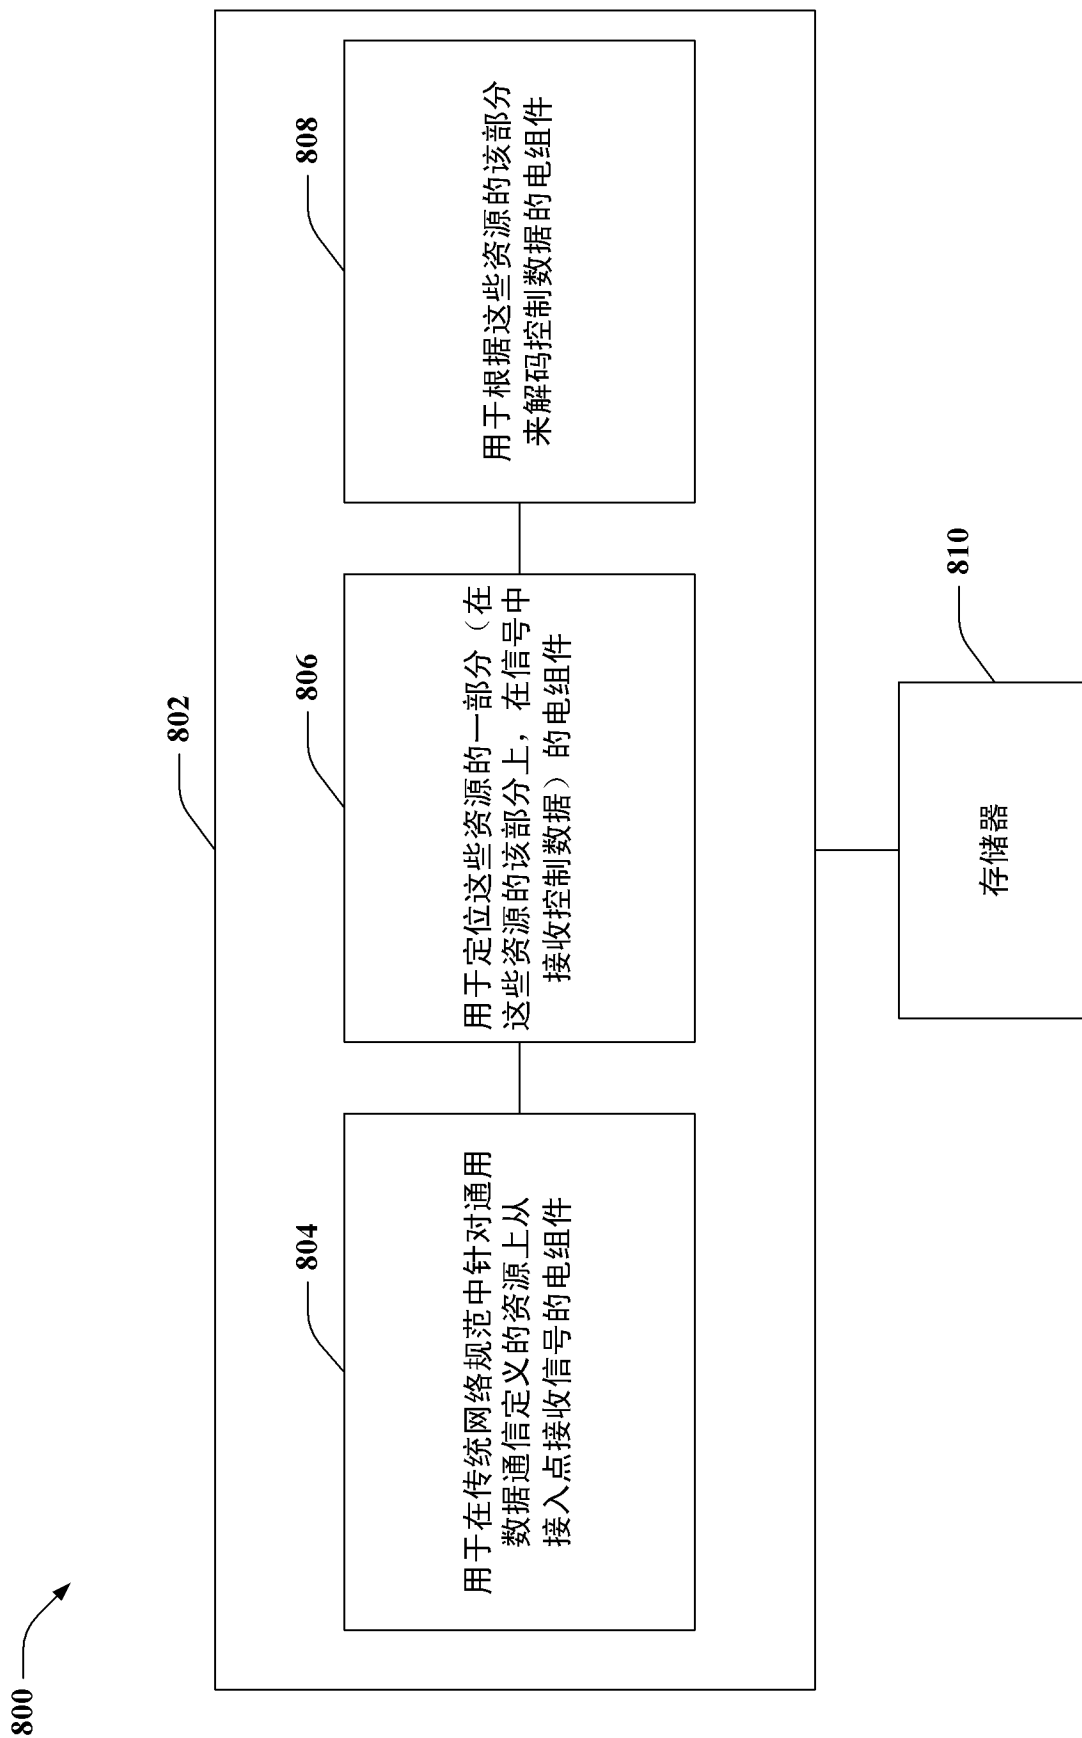 800
802
804
用于在传统网络规范中针对通用
数据通信定义的资源上从
接入点接收信号的电组件
806
用于定位这些资源的一部分（在
这些资源的该部分上，在信号中
接收控制数据）的电组件
808
用于根据这些资源的该部分
来解码控制数据的电组件
810
存储器